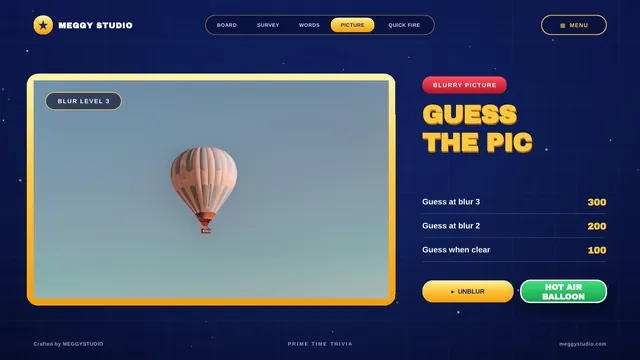 MEGGY STUDIO
BOARD SURVEY WORDS PICTURE QUICK FIRE
MENU
BLUR LEVEL 3
BLURRY PICTURE
GUESS
THE PIC
Guess at blur 3 300
Guess at blur 2 200
Guess when clear 100
UNBLUR
HOT AIR
BALLOON
Crafted by MEGGYSTUDIO
PRIME TIME TRIVIA
meggystudio.com